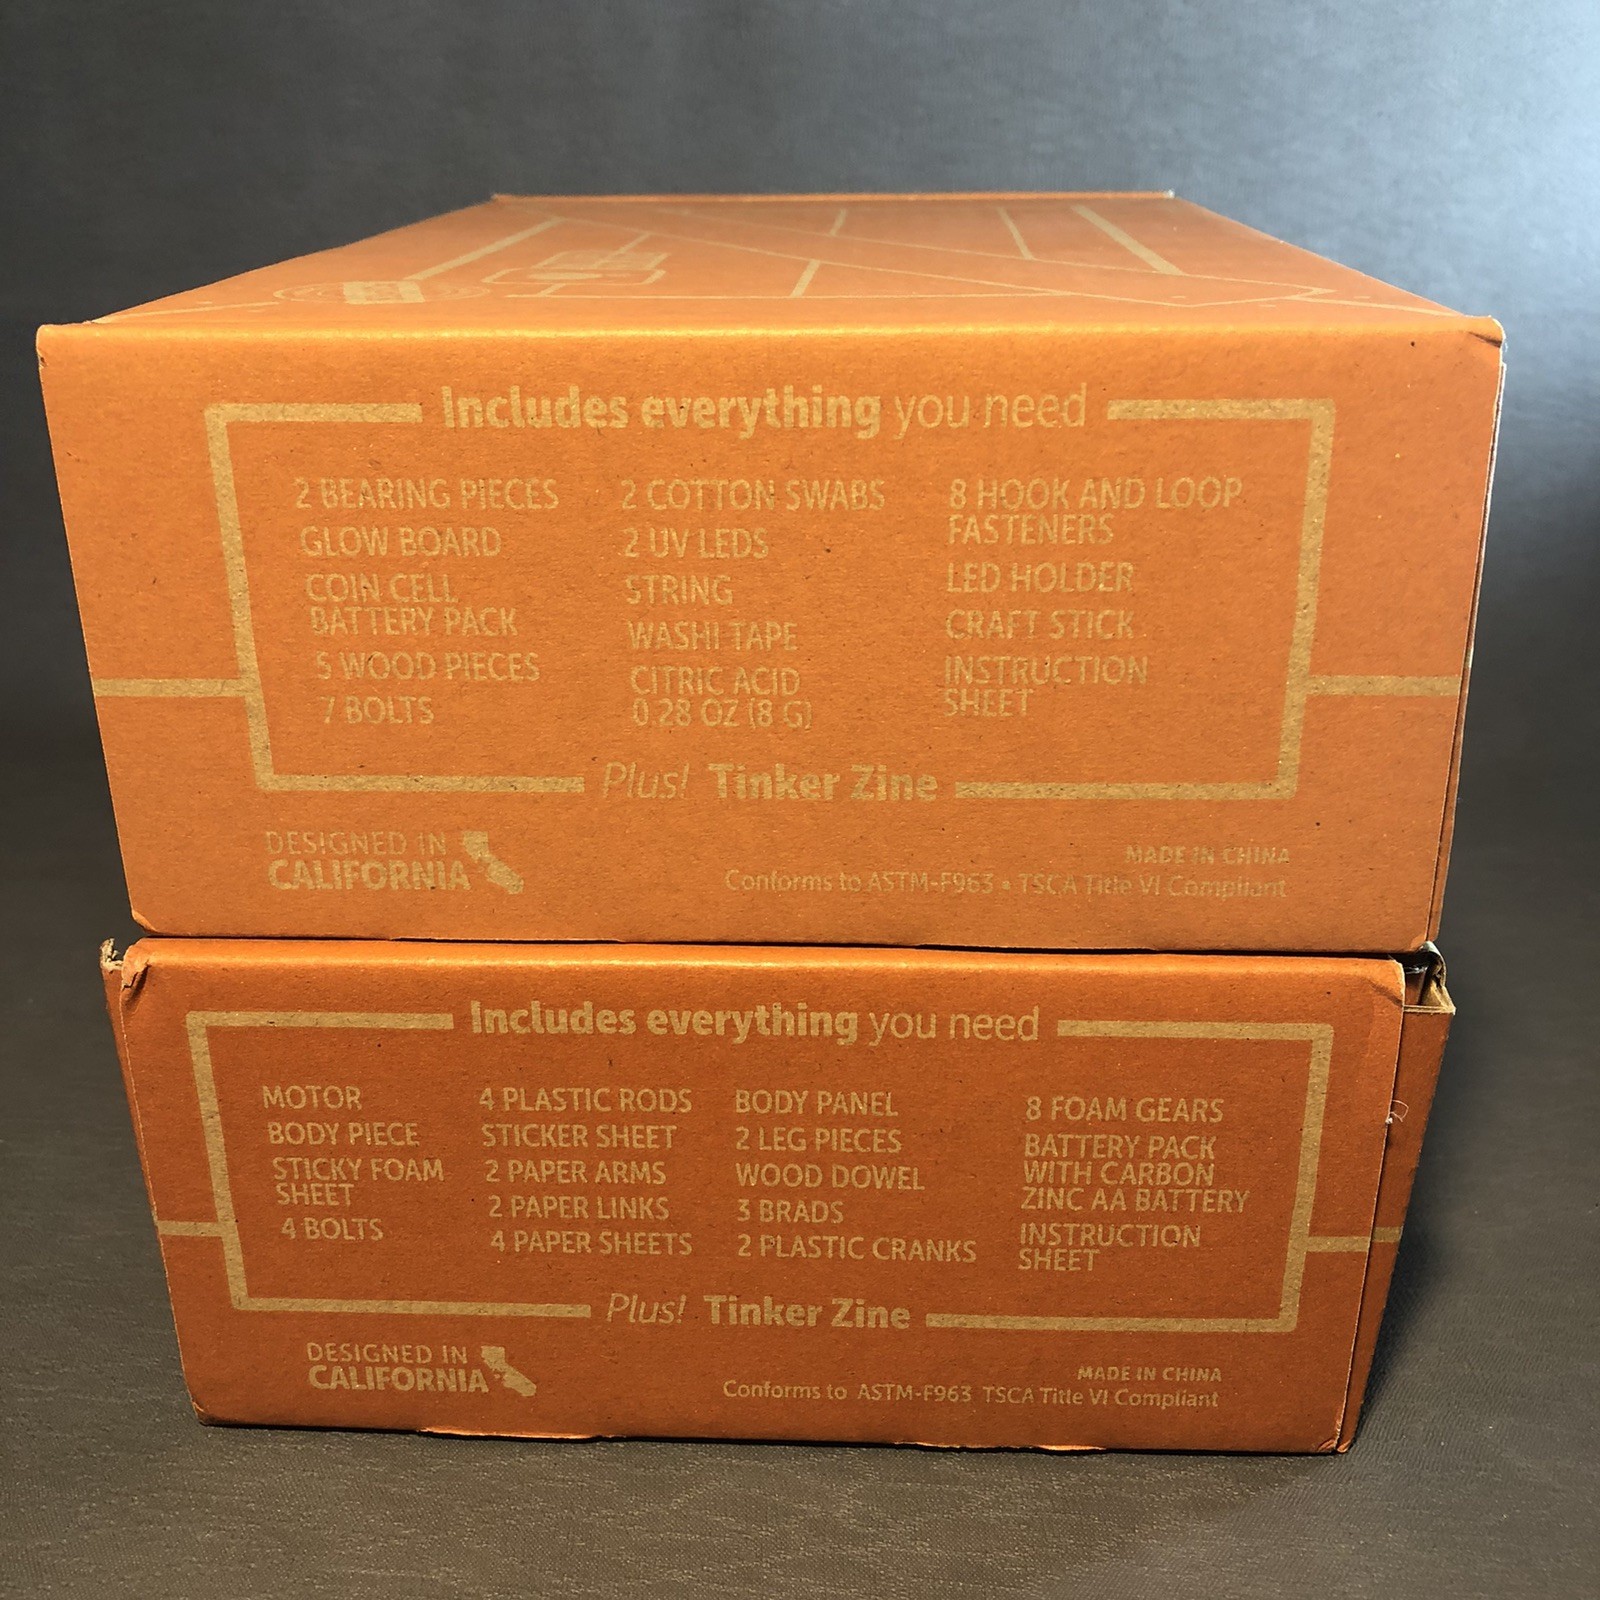 Includes everything you need
2 BEARING PIECES
GLOW BOARD
COIN CELL
BATTERY PACK
5 WOOD PIECES
7 BOLTS
2 COTTON SWABS
2 UV LEDS
STRING
WASHI TAPE
CITRIC ACID
0.28 OZ (8 G)
8 HOOK AND LOOP
FASTENERS
LED HOLDER
CRAFT STICK
INSTRUCTION
SHEET
Plus! Tinker Zine
DESIGNED IN
CALIFORNIA
MADE IN CHINA
Conforms to ASTM-F963 • TSCA Title VI Compliant
Includes everything you need
MOTOR
BODY PIECE
STICKY FOAM
SHEET
4 BOLTS
4 PLASTIC RODS
STICKER SHEET
2 PAPER ARMS
2 PAPER LINKS
4 PAPER SHEETS
BODY PANEL
2 LEG PIECES
WOOD DOWEL
3 BRADS
2 PLASTIC CRANKS
8 FOAM GEARS
BATTERY PACK
WITH CARBON
ZINC AA BATTERY
INSTRUCTION
SHEET
Plus! Tinker Zine
DESIGNED IN
CALIFORNIA
MADE IN CHINA
Conforms to ASTM-F963 TSCA Title VI Compliant